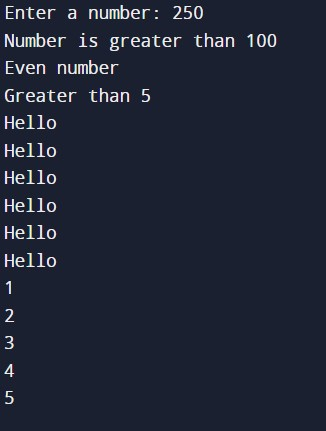 Enter a number: 250
Number is greater than 100
Even number
Greater than 5
Hello
Hello
Hello
Hello
Hello
Hello
1
2
3
4
5